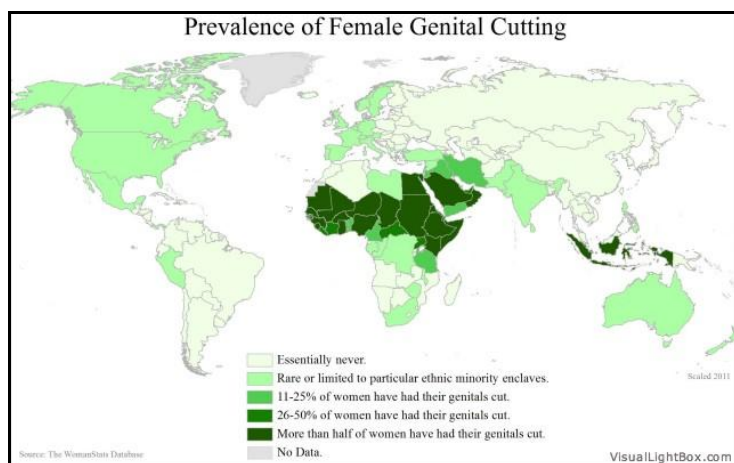 Prevalence of Female Genital Cutting
Essentially never.
Rare or limited to particular ethnic minority enclaves.
Scaled 2011
11-25% of women have had their genitals cut.
26-50% of women have had their genitals cut.
More than half of women have had their genitals cut.
No Data.
Source: The WomanStats Database
VisualLightBox.com